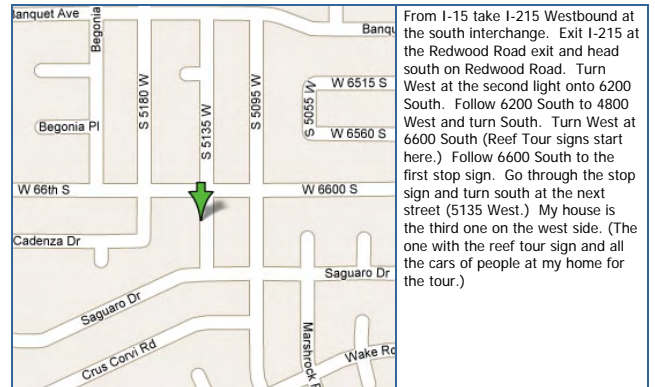 Banquet Ave
Begonia
Banqu
S 5180 W
S 5135 W
S 5095 W
S 5055 W
W 6515 S
Begonia Pl
W 6560 S
W 66th S
W 6600 S
Cadenza Dr
Saguaro Dr
Saguaro Dr
Crus Corvi Rd
Marshrock
Wake Rd
From I-15 take I-215 Westbound at
the south interchange. Exit I-215 at
the Redwood Road exit and head
south on Redwood Road. Turn
West at the second light onto 6200
South. Follow 6200 South to 4800
West and turn South. Turn West at
6600 South (Reef Tour signs start
here.) Follow 6600 South to the
first stop sign. Go through the stop
sign and turn south at the next
street (5135 West.) My house is
the third one on the west side. (The
one with the reef tour sign and all
the cars of people at my home for
the tour.)